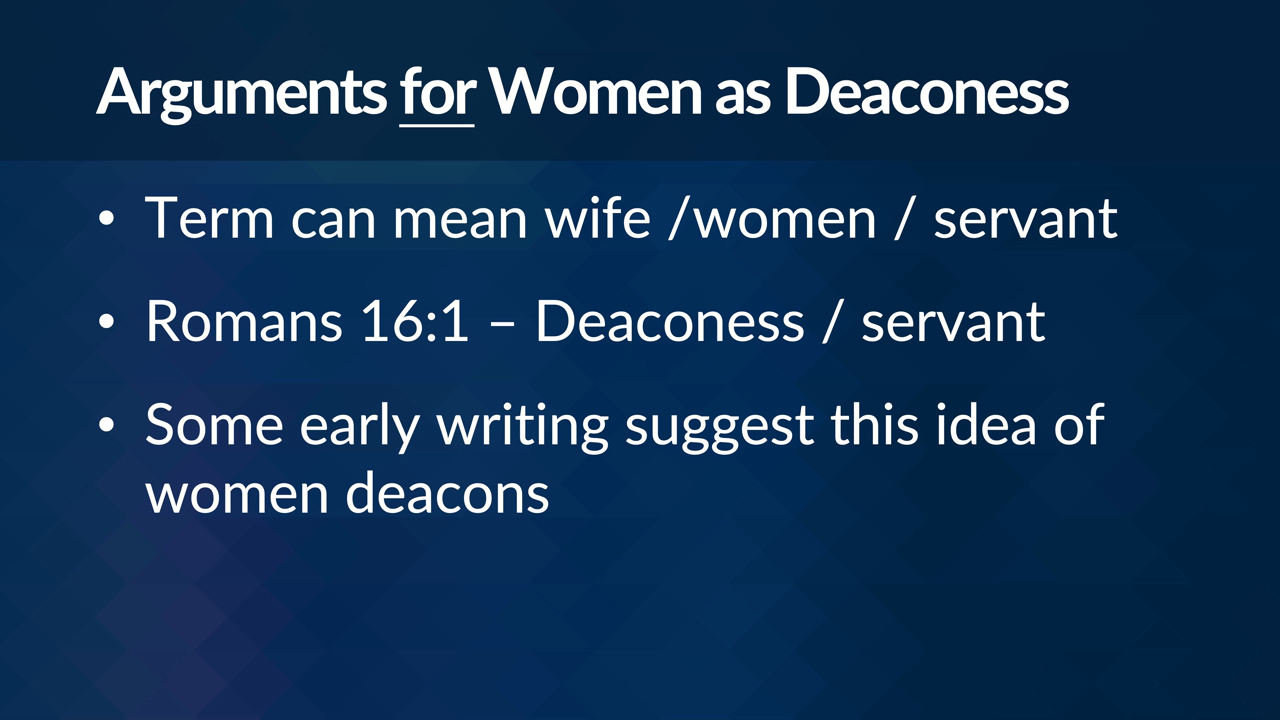 Arguments for Women as Deaconess
• Term can mean wife /women / servant
• Romans 16:1 – Deaconess / servant
• Some early writing suggest this idea of
women deacons